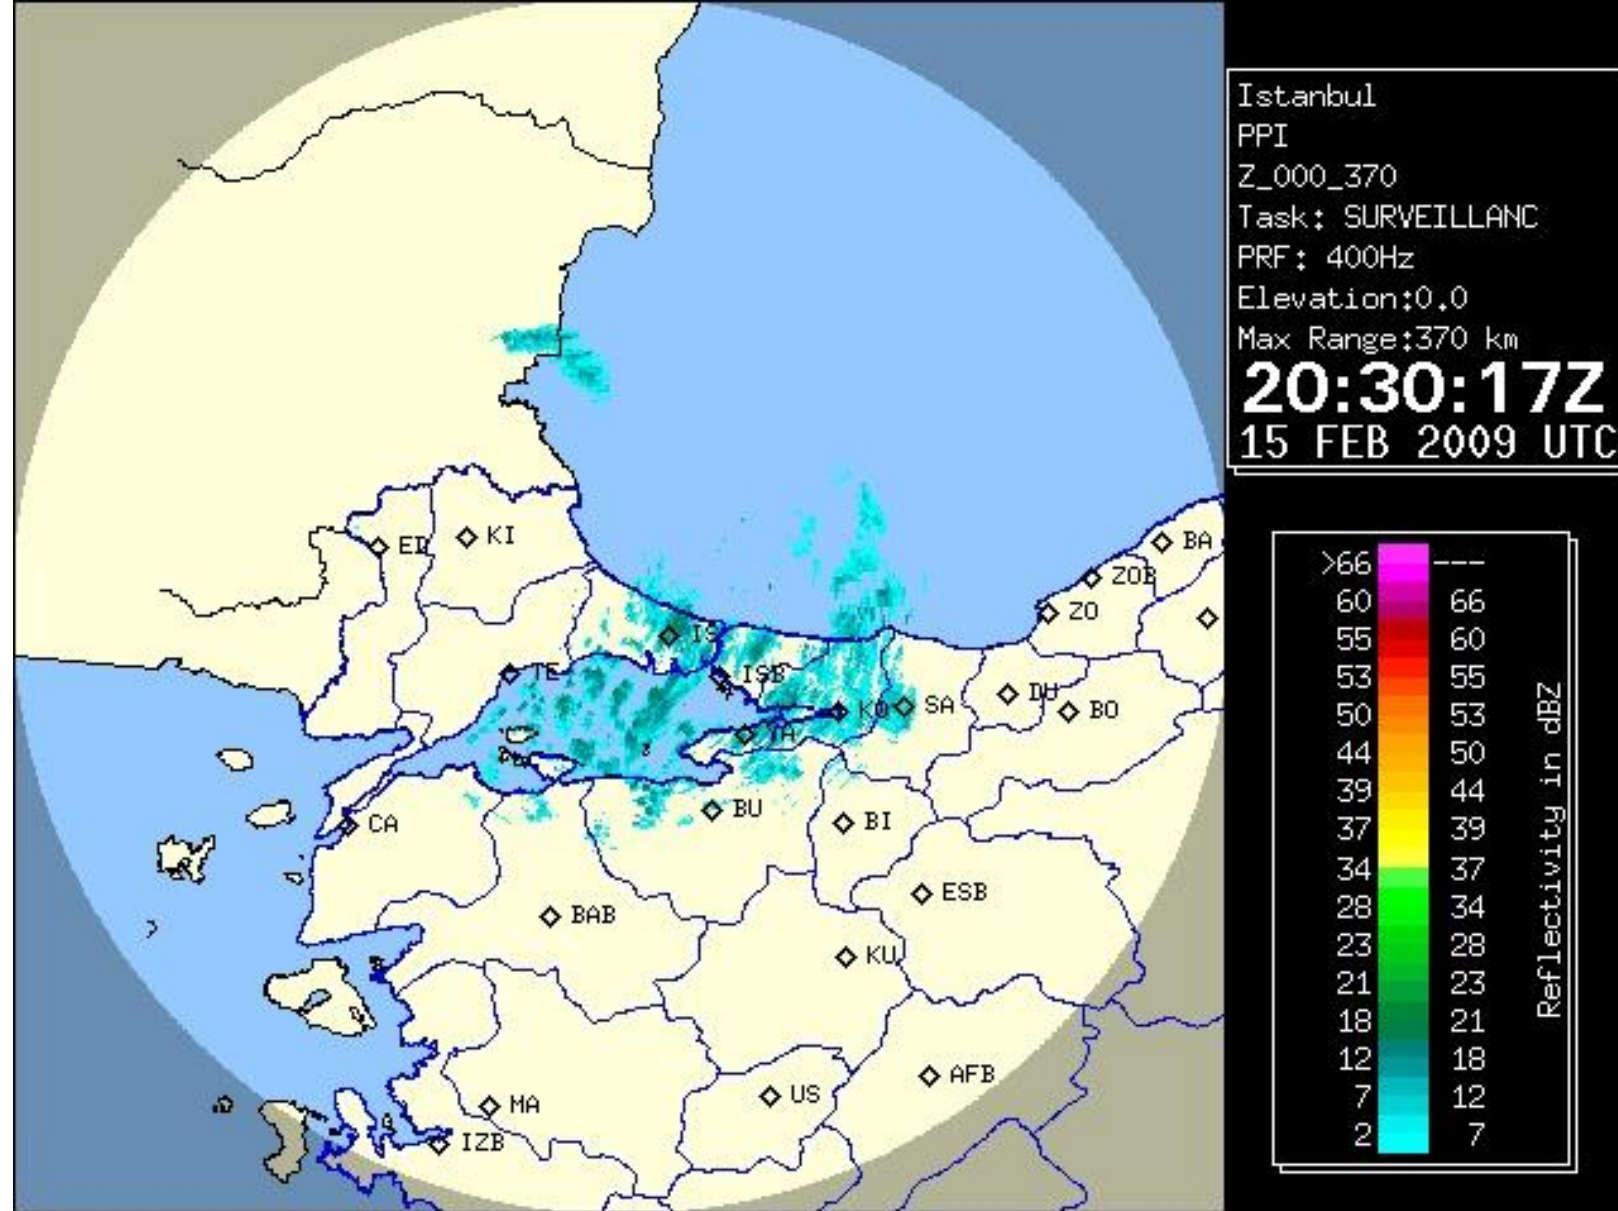 Istanbul
PPI
Z_000_370
Task: SURVEILLANC
PRF: 400Hz
Elevation:0.0
Max Range:370 km
20:30:17Z
15 FEB 2009 UTC
>66 ---
60 66
55 60
53 55
50 53
44 50
39 44
37 39
34 37
28 34
23 28
21 23
18 21
12 18
7 12
2 7
Reflectivity in dBZ
ED
KI
BA
ZOB
ZO
IS
TE
ISB
KO
SA
DU
BO
YA
CA
BU
BI
ESB
BAB
KU
AFB
US
MA
IZB